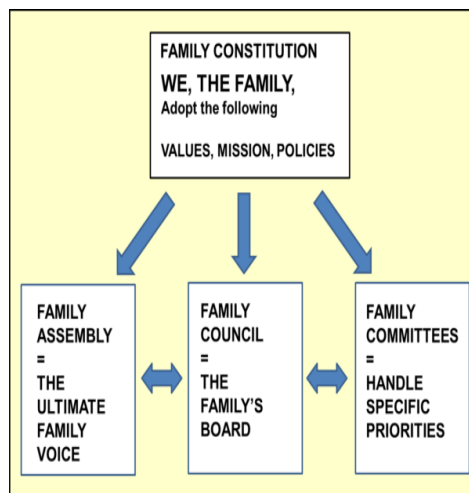 FAMILY CONSTITUTION
WE, THE FAMILY,
Adopt the following
VALUES, MISSION, POLICIES
FAMILY
ASSEMBLY
=
THE
ULTIMATE
FAMILY
VOICE
FAMILY
COUNCIL
=
THE
FAMILY'S
BOARD
FAMILY
COMMITTEES
=
HANDLE
SPECIFIC
PRIORITIES